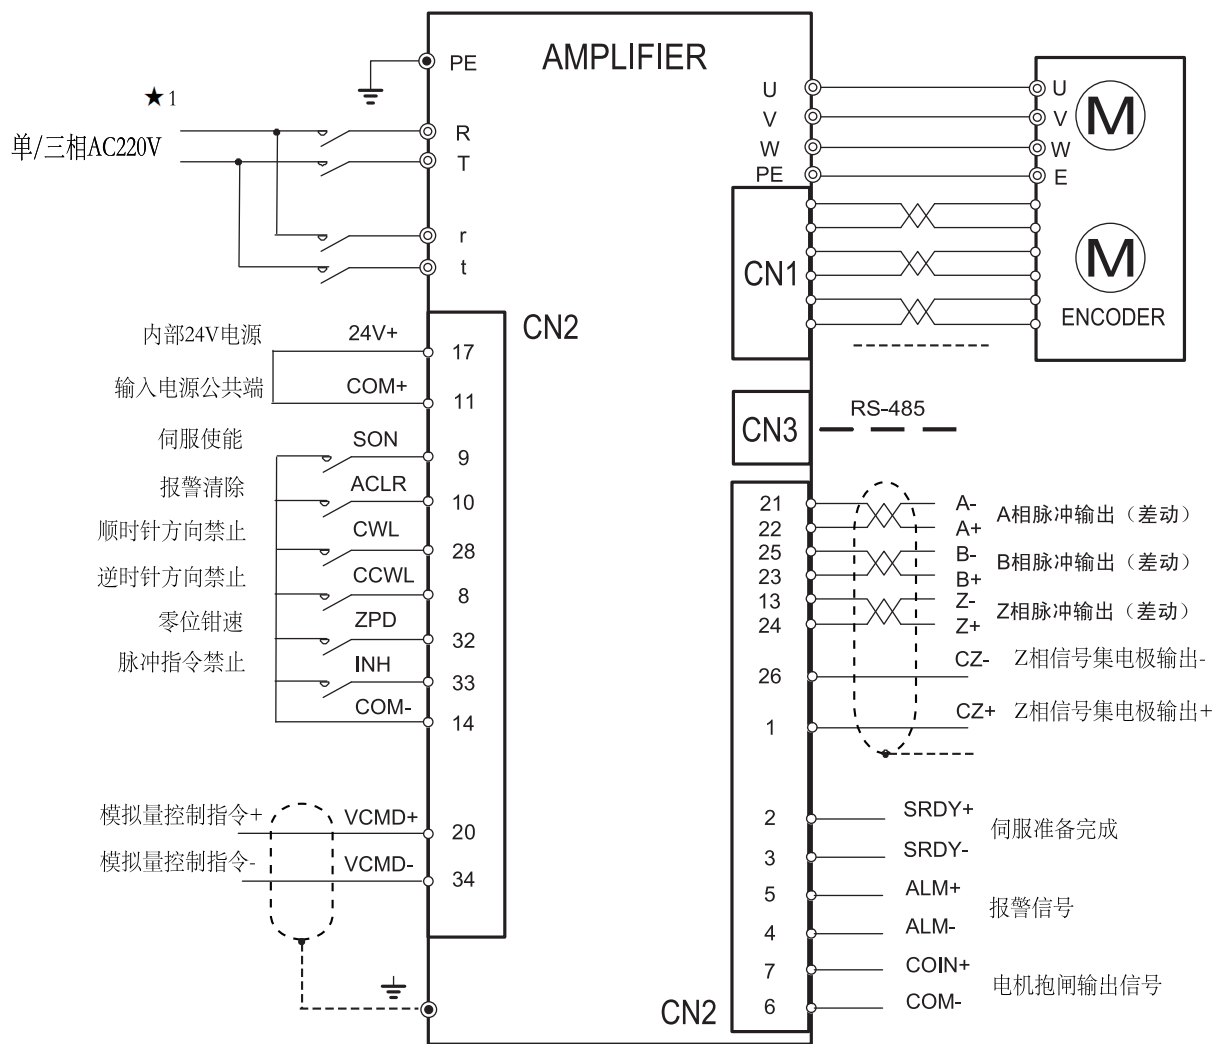 AMPLIFIER
PE
★1
单/三相AC220V
R
T
r
t
U
V
W
PE
U
V
W
E
M
M
ENCODER
CN1
CN2
内部24V电源
24V+
17
输入电源公共端
COM+
11
伺服使能
SON
9
报警清除
ACLR
10
顺时针方向禁止
CWL
28
逆时针方向禁止
CCWL
8
零位钳速
ZPD
32
脉冲指令禁止
INH
33
COM-
14
模拟量控制指令+
VCMD+
20
模拟量控制指令-
VCMD-
34
CN3
RS-485
21
A-
22
A+
A相脉冲输出（差动）
25
B-
23
B+
B相脉冲输出（差动）
13
Z-
24
Z+
Z相脉冲输出（差动）
26
CZ-
Z相信号集电极输出-
1
CZ+
Z相信号集电极输出+
2
SRDY+
3
SRDY-
伺服准备完成
5
ALM+
4
ALM-
报警信号
7
COIN+
6
COM-
电机抱闸输出信号
CN2